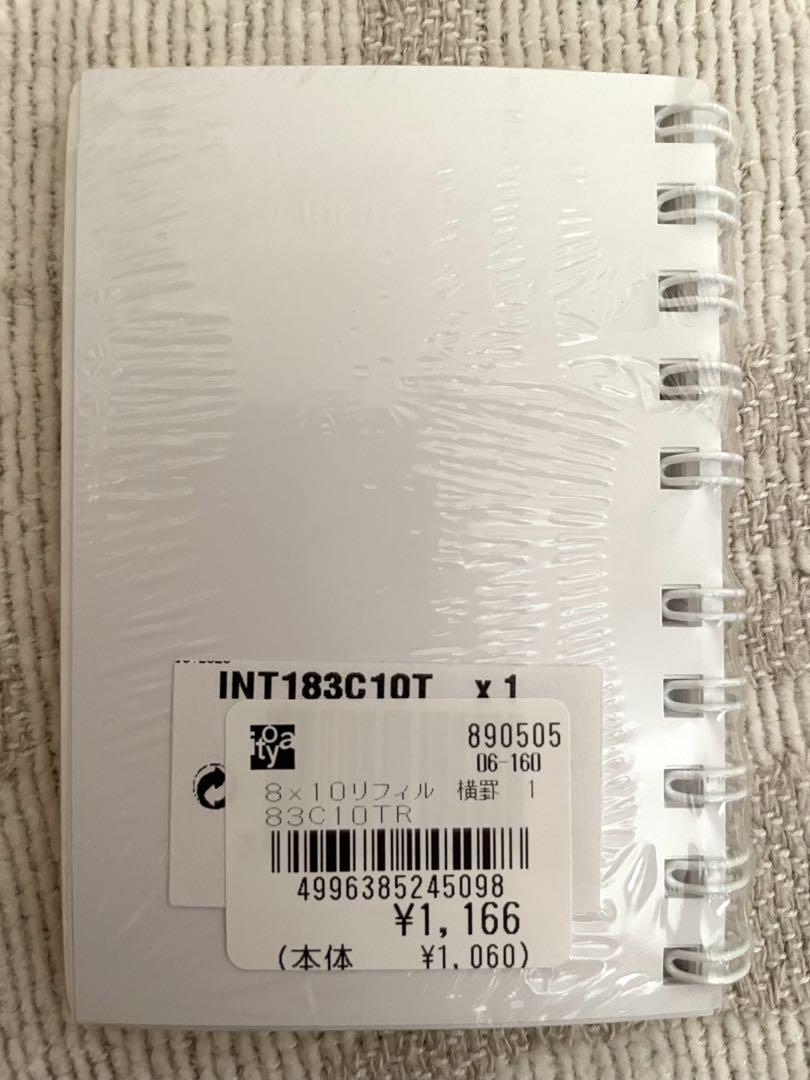 INT183C10T x 1
itoya
890505
06-160
8×10リフィル 横罫 1
83C10TR
4996385245098
¥1,166
(本体 ¥1,060)